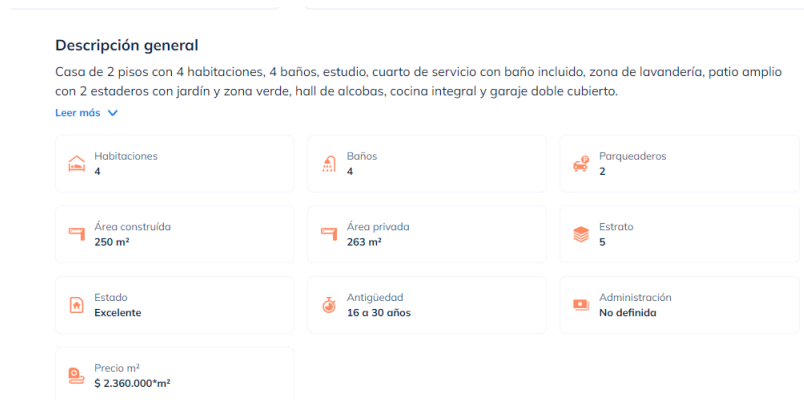 Descripción general
Casa de 2 pisos con 4 habitaciones, 4 baños, estudio, cuarto de servicio con baño incluido, zona de lavandería, patio amplio
con 2 estaderos con jardín y zona verde, hall de alcobas, cocina integral y garaje doble cubierto.
Leer más
Habitaciones
4
Baños
4
Parqueaderos
2
Área construída
250 m²
Área privada
263 m²
Estrato
5
Estado
Excelente
Antigüedad
16 a 30 años
Administración
No definida
Precio m²
$ 2.360.000*m²